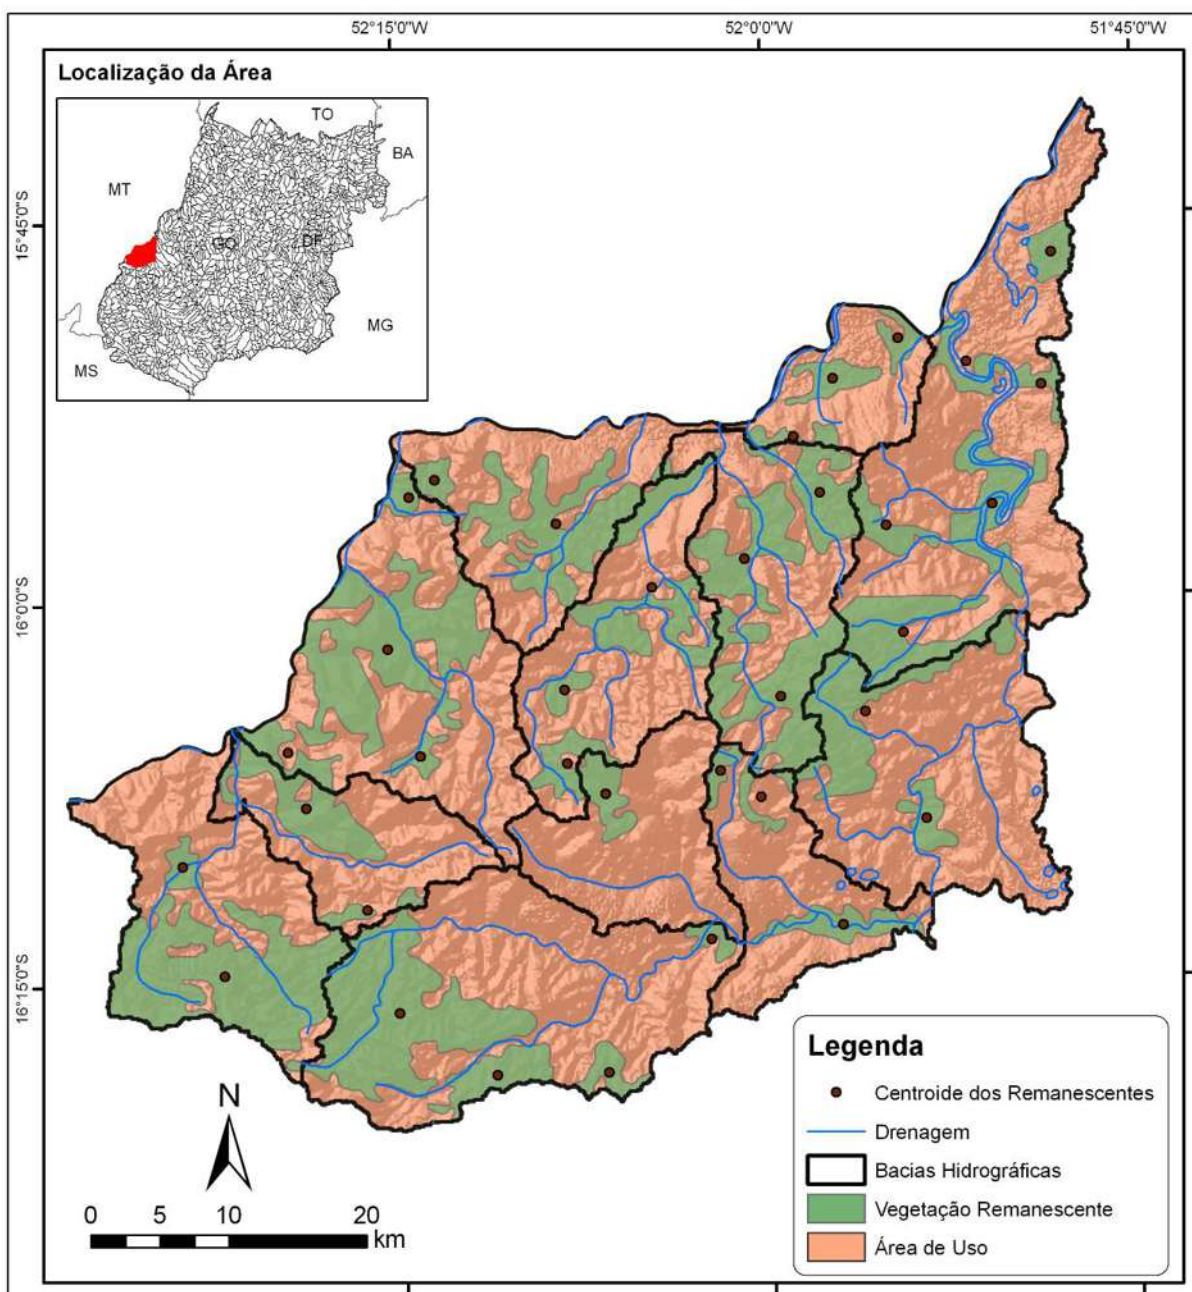 52°15'0"W
52°0'0"W
51°45'0"W
Localização da Área
TO
BA
MT
GO
DF
MG
MS
15°45'0"S
16°0'0"S
16°15'0"S
N
0 5 10 20
km
Legenda
Centroide dos Remanescentes
Drenagem
Bacias Hidrográficas
Vegetação Remanescente
Área de Uso